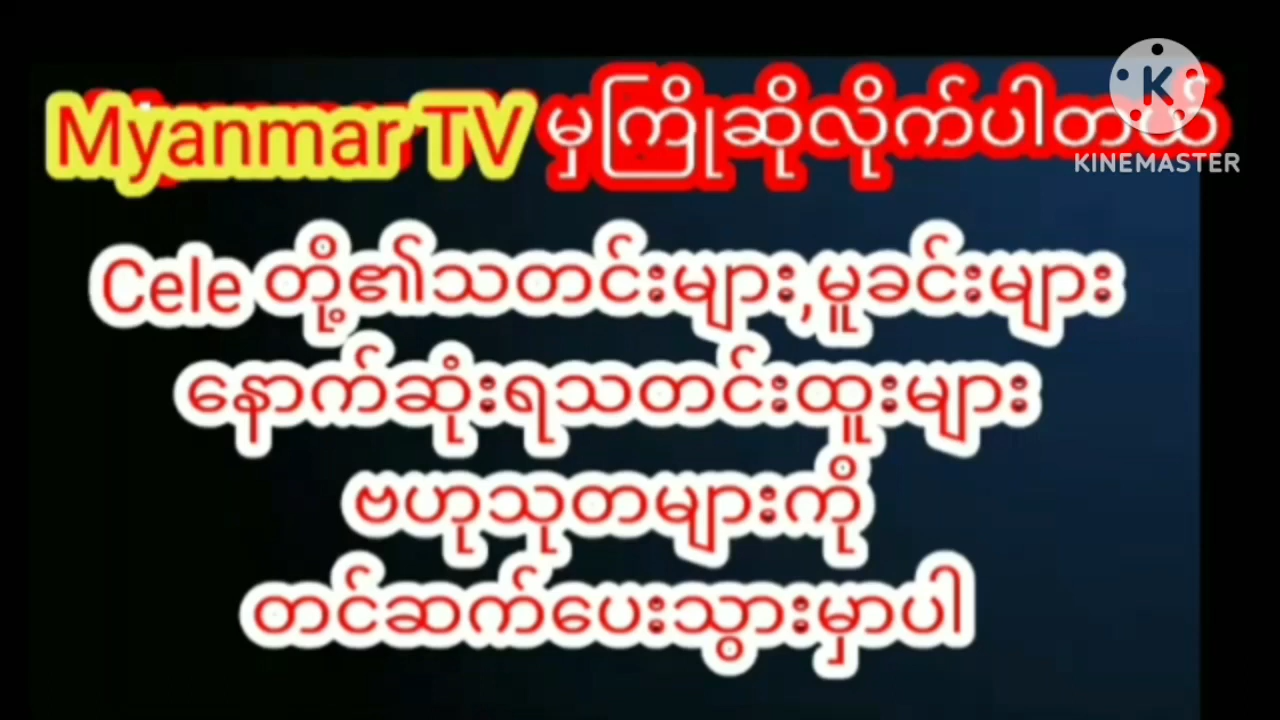 Myanmar TV မှကြိုဆိုလိုက်ပါတယ်
K
KINEMASTER
Cele တို့၏သတင်းများ,မူခင်းများ
နောက်ဆုံးရသတင်းထူးများ
ဗဟုသုတများကို
တင်ဆက်ပေးသွားမှာပါ